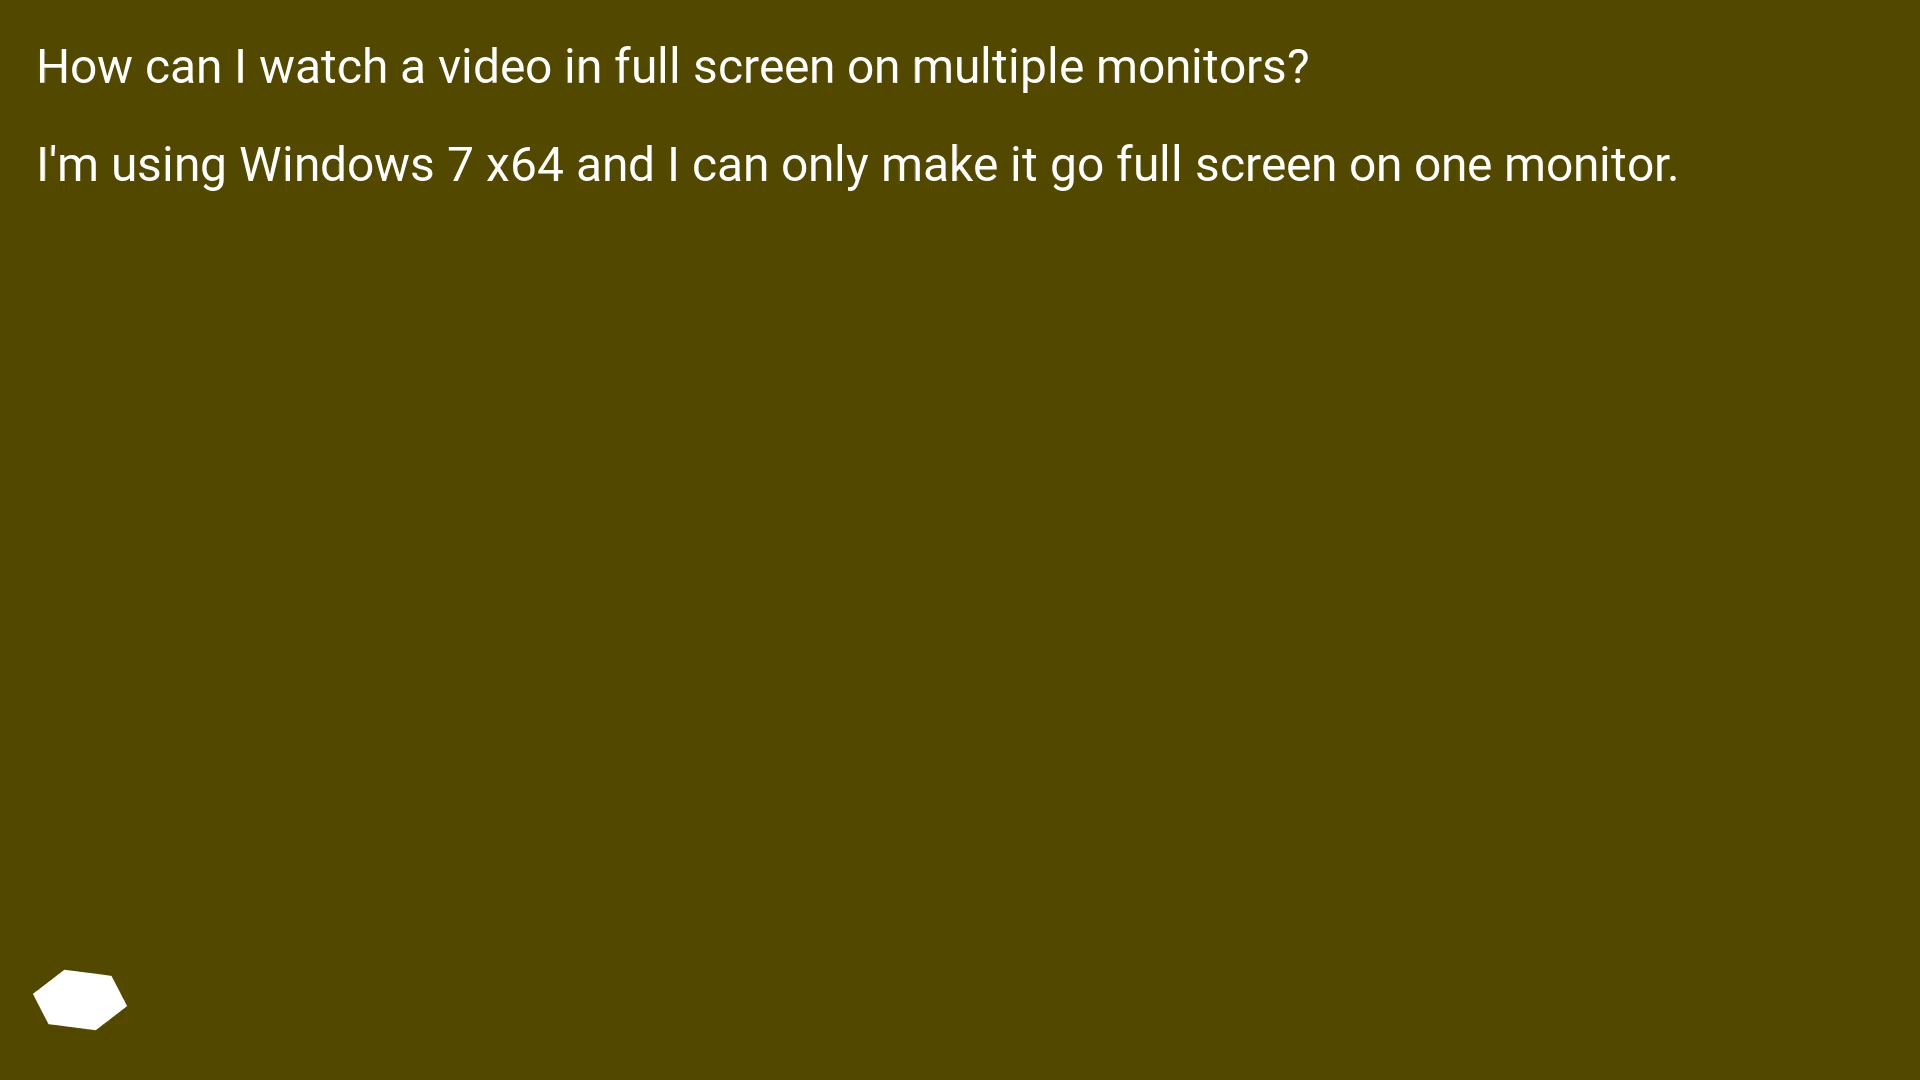 How can I watch a video in full screen on multiple monitors?
I'm using Windows 7 x64 and I can only make it go full screen on one monitor.